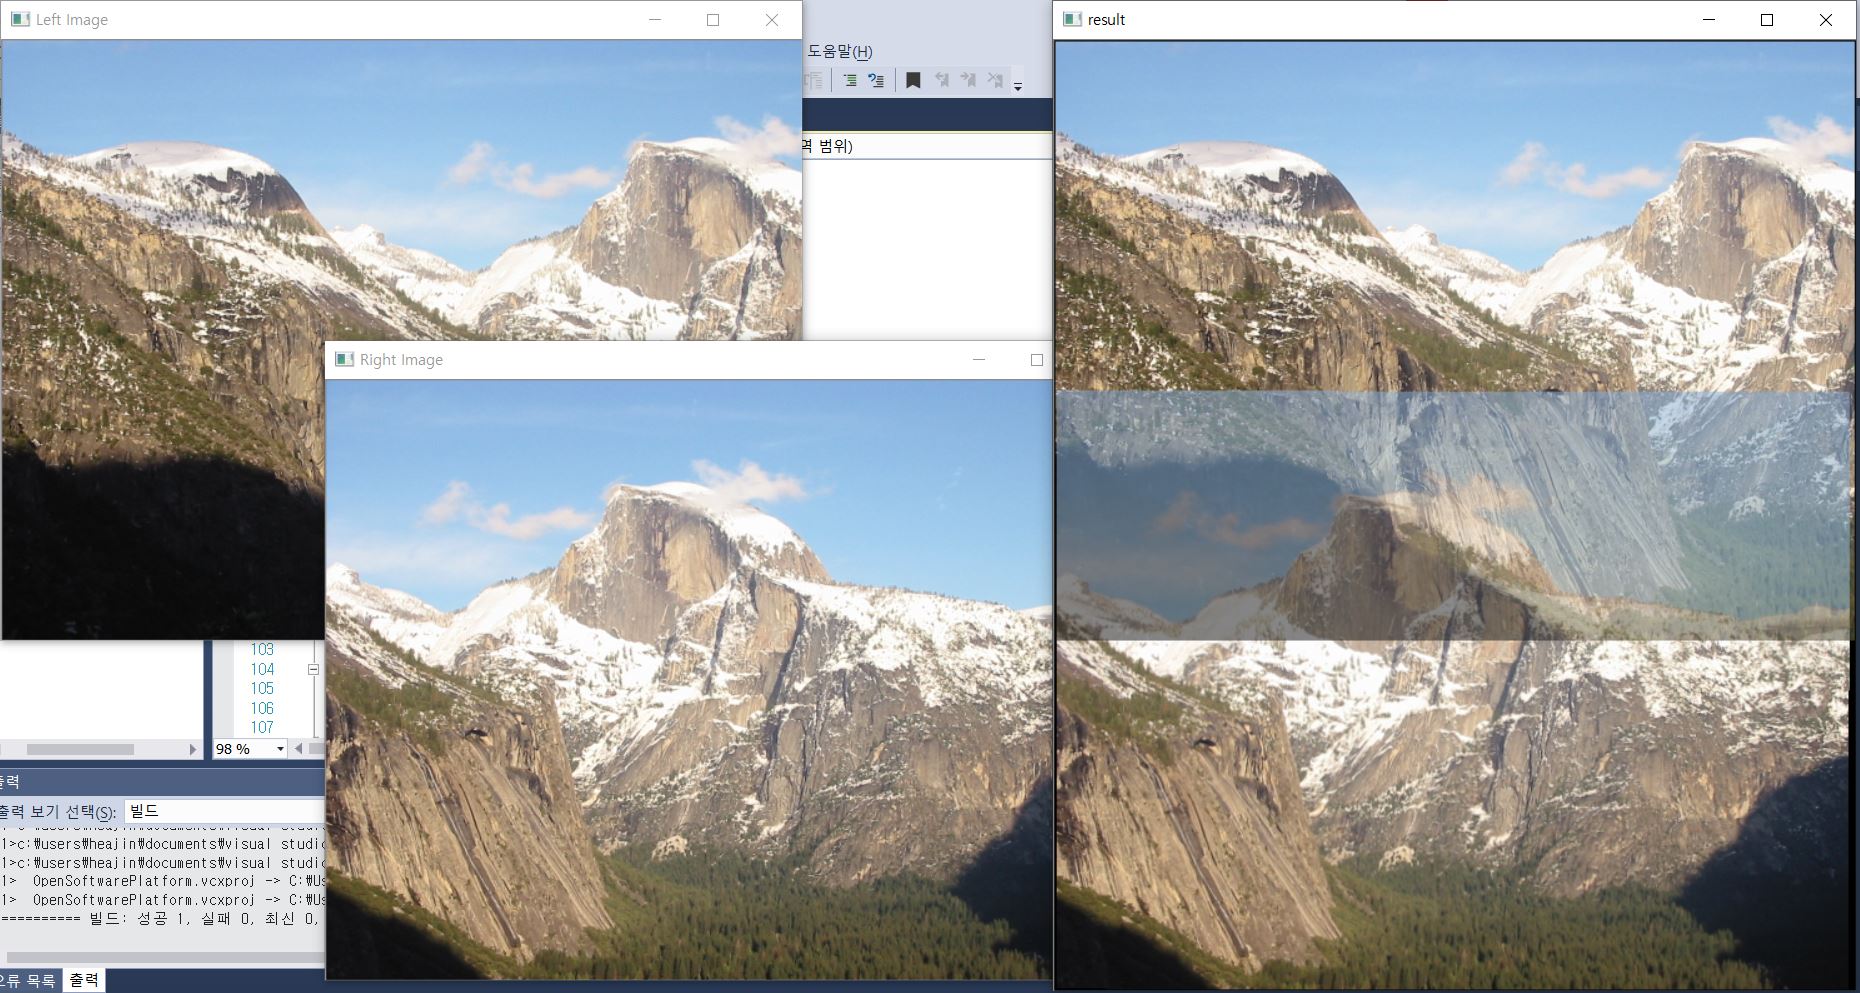 Left Image
도움말(H)
역 범위)
result
Right Image
103
104
105
106
107
98 %
출력
출력 보기 선택(S):
빌드
1>c:₩users₩heajin₩documents₩visual studio
1>c:₩users₩heajin₩documents₩visual studio
1> OpenSoftwarePlatform.vcxproj -> C:₩Us
1> OpenSoftwarePlatform.vcxproj -> C:₩Us
========== 빌드: 성공 1, 실패 0, 최신 0,
오류 목록
출력